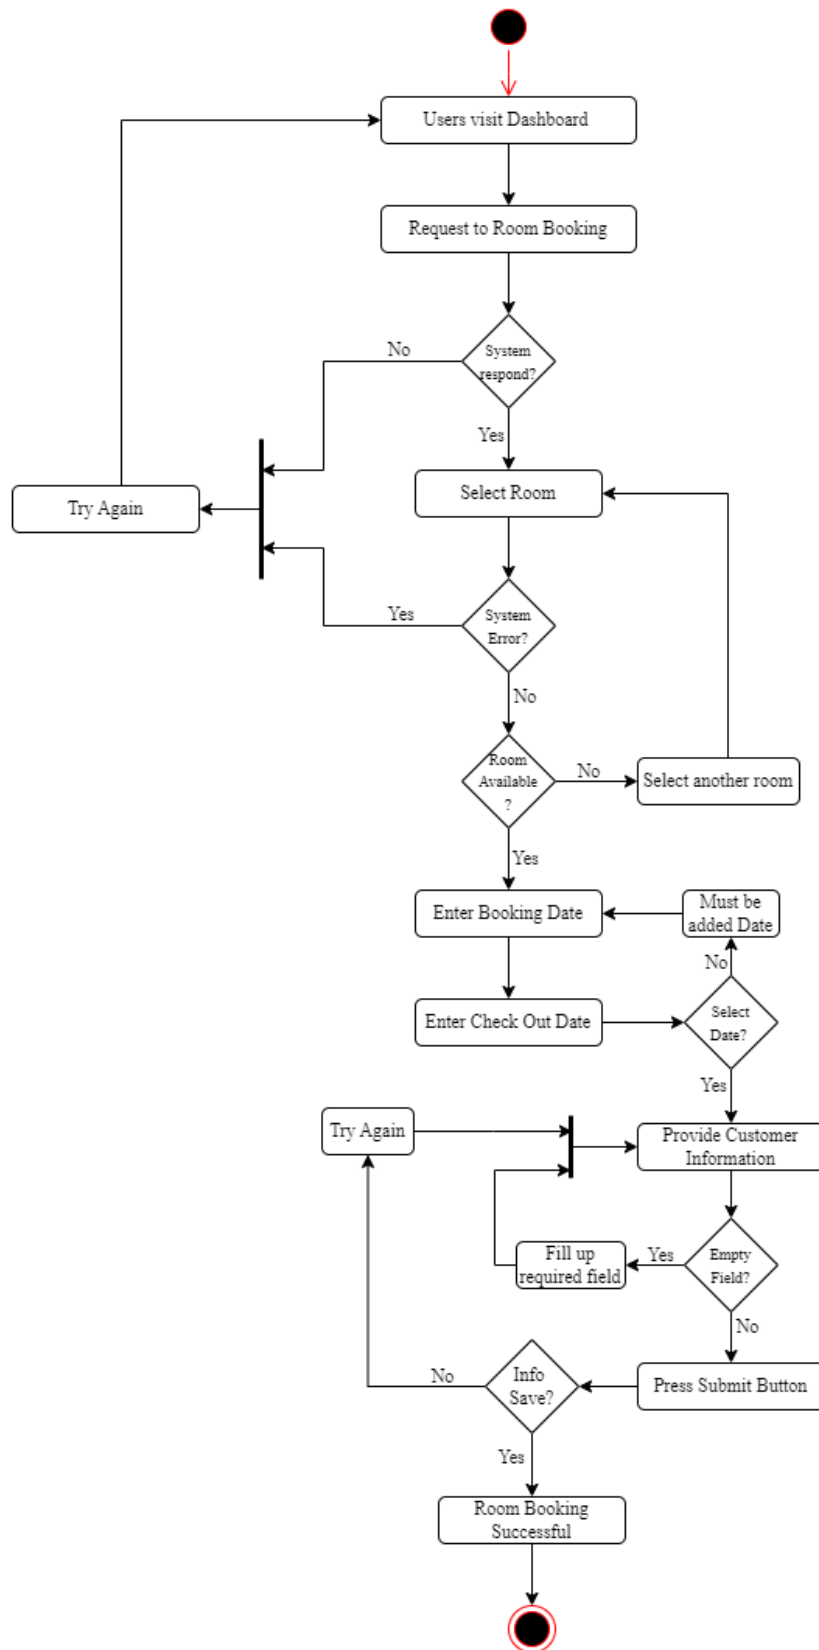 Users visit Dashboard
Request to Room Booking
No
System
respond?
Yes
Select Room
Try Again
Yes
System
Error?
No
Room
Available
?
No
Select another room
Yes
Enter Booking Date
Must be
added Date
No
Enter Check Out Date
Select
Date?
Yes
Try Again
Provide Customer
Information
Fill up
required field
Yes
Empty
Field?
No
No
Info
Save?
Press Submit Button
Yes
Room Booking
Successful